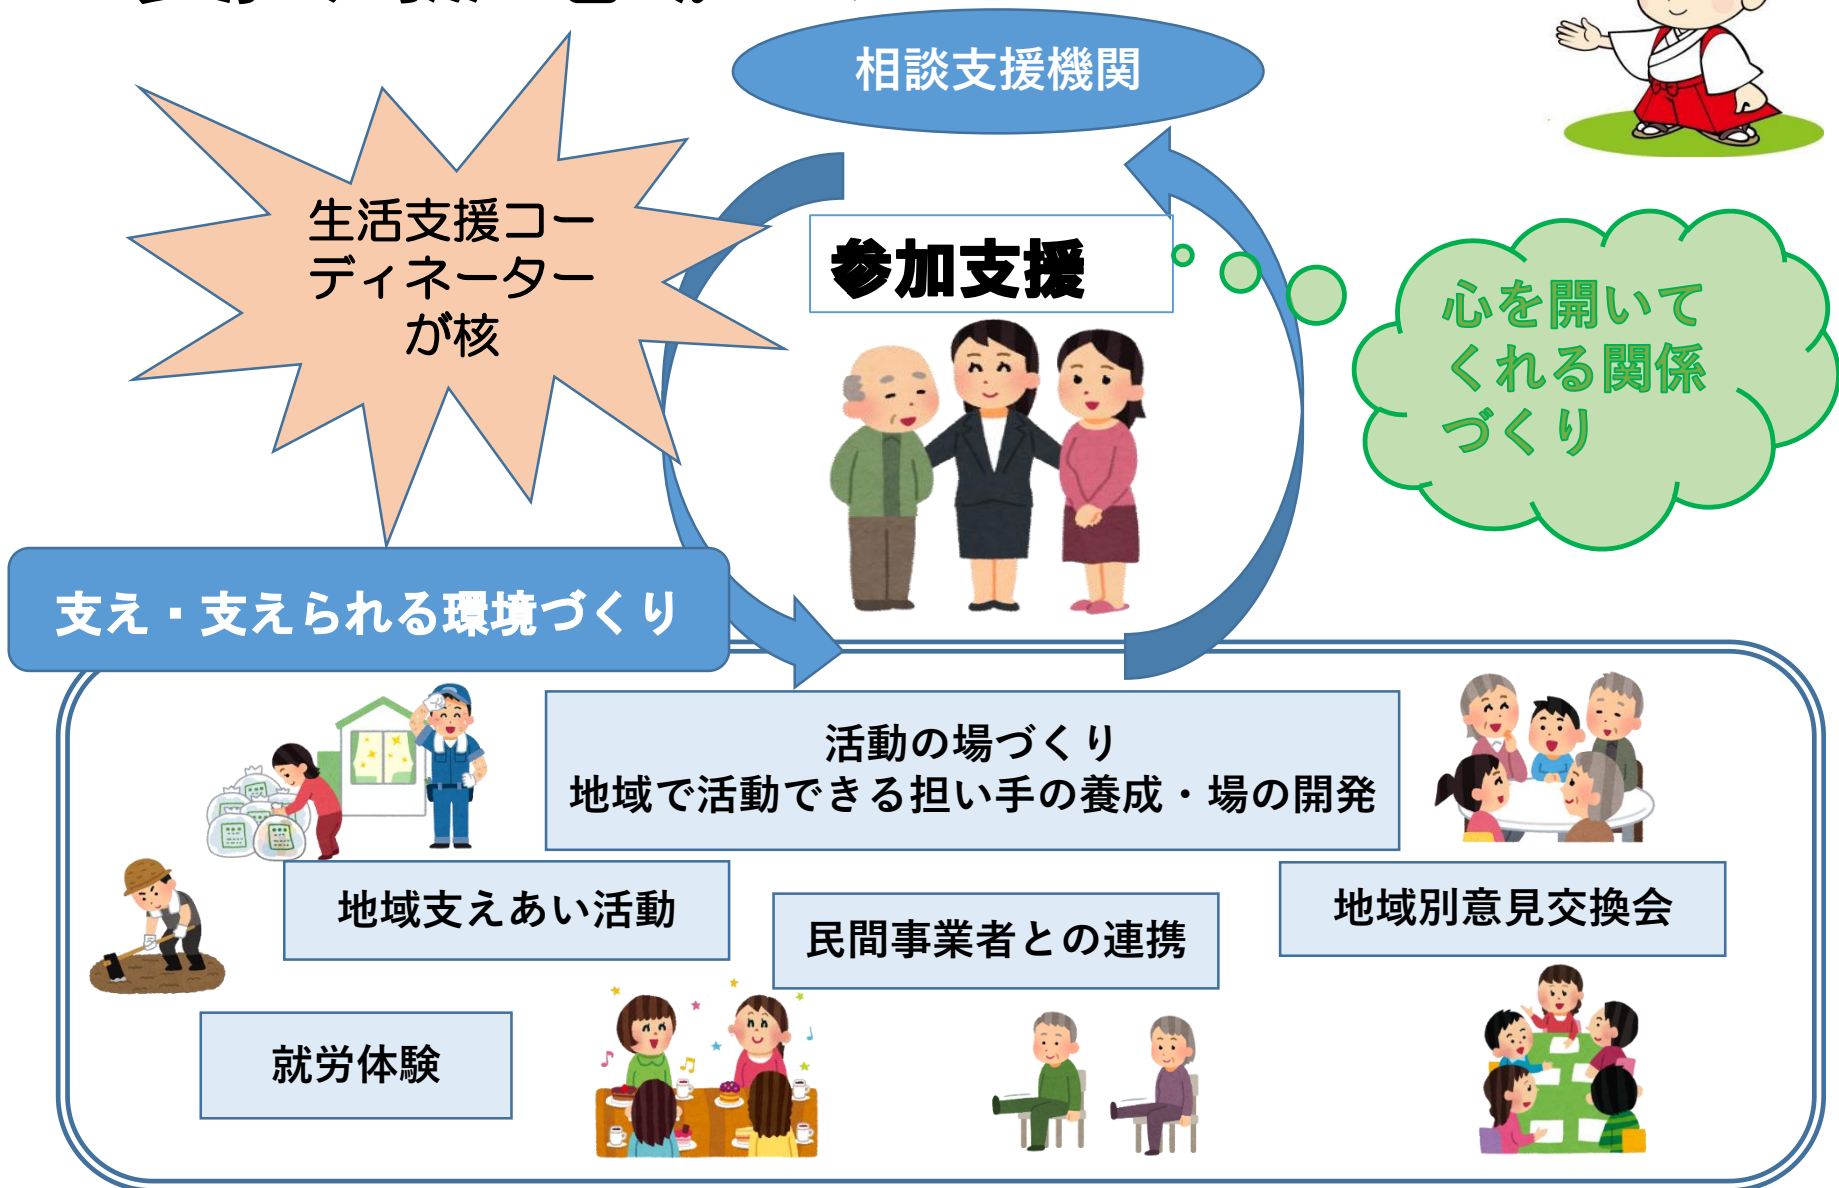 相談支援機関
生活支援コー
ディネーター
が核
参加支援
心を開いて
くれる関係
づくり
支え・支えられる環境づくり
活動の場づくり
地域で活動できる担い手の養成・場の開発
地域支えあい活動
民間事業者との連携
地域別意見交換会
就労体験